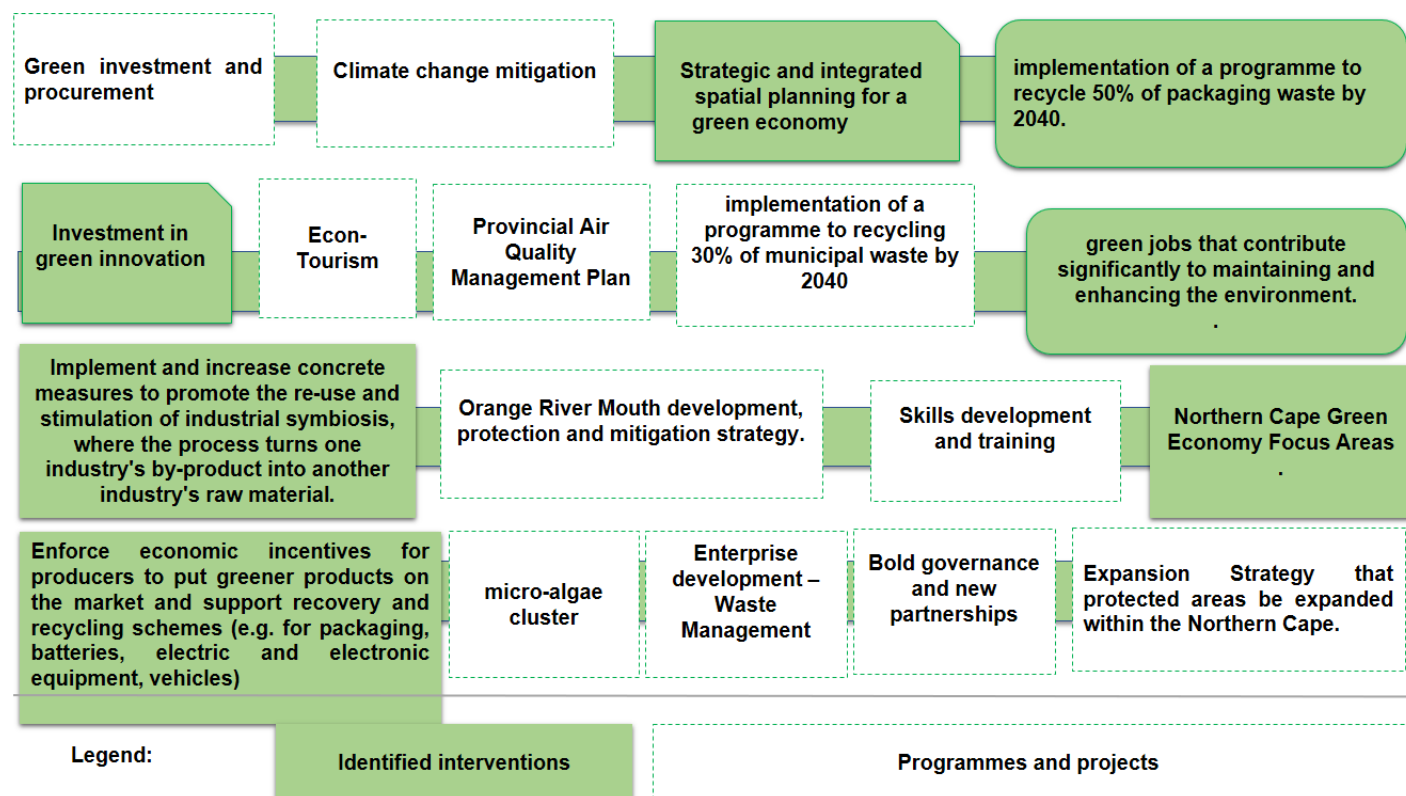 Green investment and
procurement
Climate change mitigation
Strategic and integrated
spatial planning for a
green economy
implementation of a programme to
recycle 50% of packaging waste by
2040.
Investment in
green innovation
Econ-
Tourism
Provincial Air
Quality
Management Plan
implementation of a
programme to recycling
30% of municipal waste by
2040
green jobs that contribute
significantly to maintaining and
enhancing the environment.
.
Implement and increase concrete
measures to promote the re-use and
stimulation of industrial symbiosis,
where the process turns one
industry's by-product into another
industry's raw material.
Orange River Mouth development,
protection and mitigation strategy.
Skills development
and training
Northern Cape Green
Economy Focus Areas
.
Enforce economic incentives for
producers to put greener products on
the market and support recovery and
recycling schemes (e.g. for packaging,
batteries, electric and electronic
equipment, vehicles)
micro-algae
cluster
Enterprise
development –
Waste
Management
Bold governance
and new
partnerships
Expansion Strategy that
protected areas be expanded
within the Northern Cape.
Legend:
Identified interventions
Programmes and projects